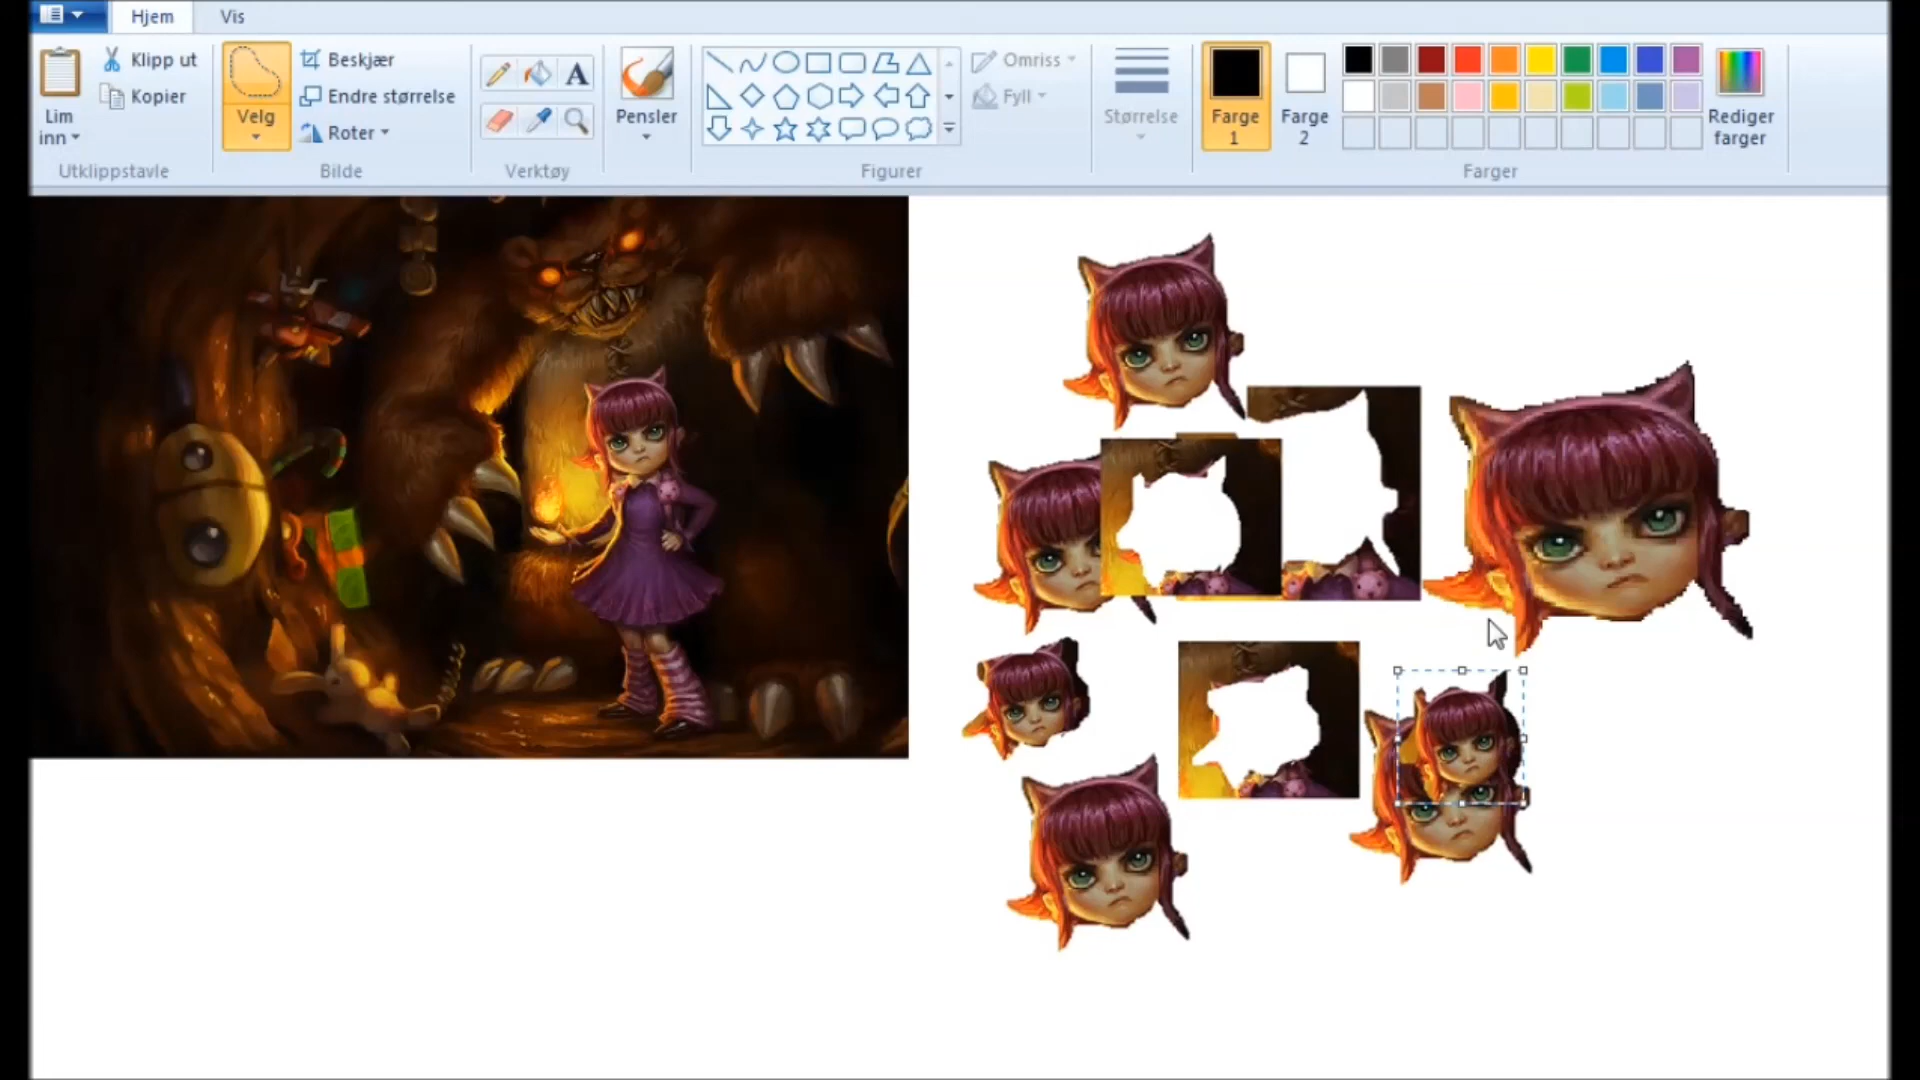 Hjem
Vis
Lim
inn
Klipp ut
Kopier
Utklippstavle
Velg
Beskjær
Endre størrelse
Roter
Bilde
A
Verktøy
Pensler
Figurer
Omriss
Fyll
Størrelse
Farge
1
Farge
2
Rediger
farger
Farger